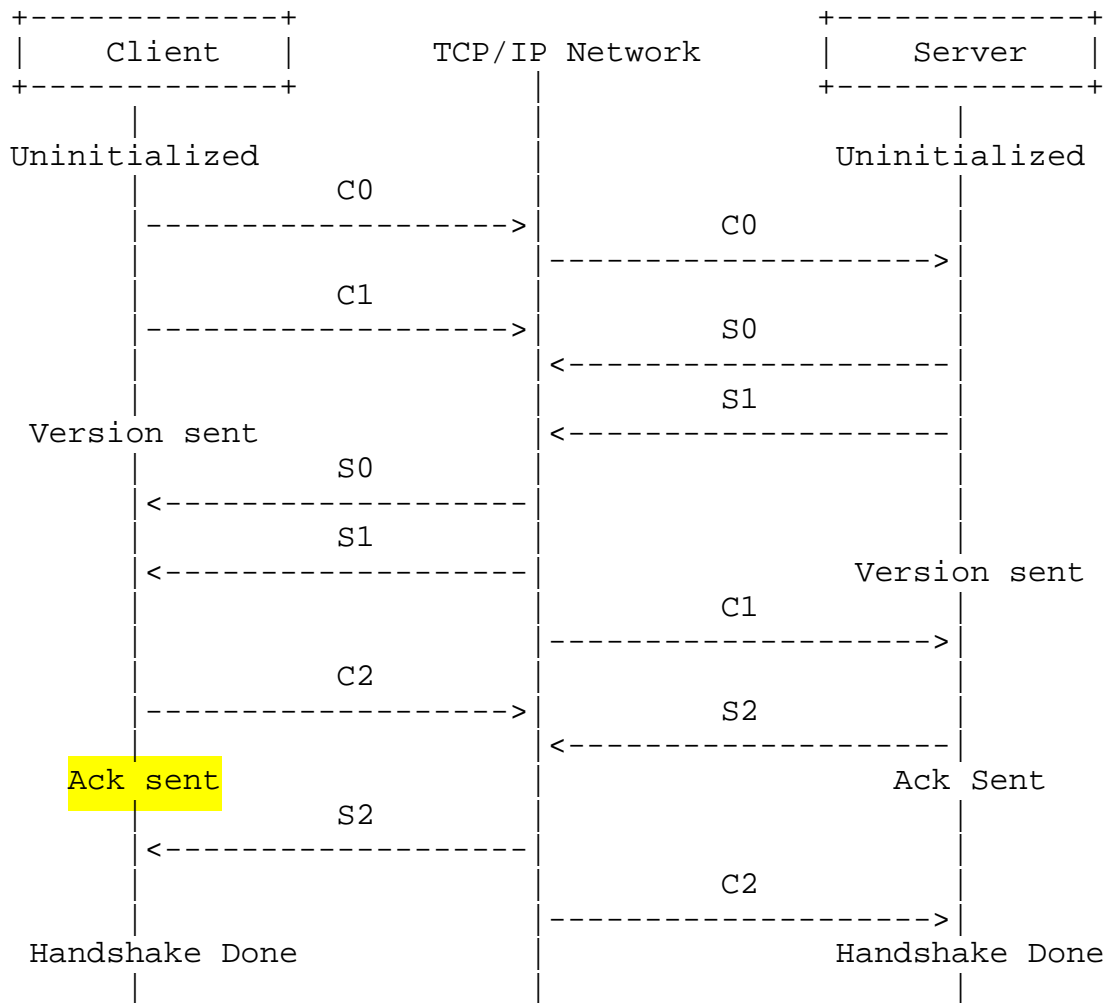 +-------------+ +-------------+
| Client | TCP/IP Network | Server |
+-------------+ | +-------------+
| | |
Uninitialized | Uninitialized
| C0 | |
|------------------->| C0 |
| |-------------------->|
| C1 | |
|------------------->| S0 |
| |<--------------------|
| | S1 |
Version sent |<--------------------|
| S0 | |
|<-------------------| |
| S1 | |
|<-------------------| Version sent
| | C1 |
| |-------------------->|
| C2 | |
|------------------->| S2 |
| |<--------------------|
Ack sent | Ack Sent
| S2 | |
|<-------------------| |
| | C2 |
| |-------------------->|
Handshake Done | Handshake Done
| | |